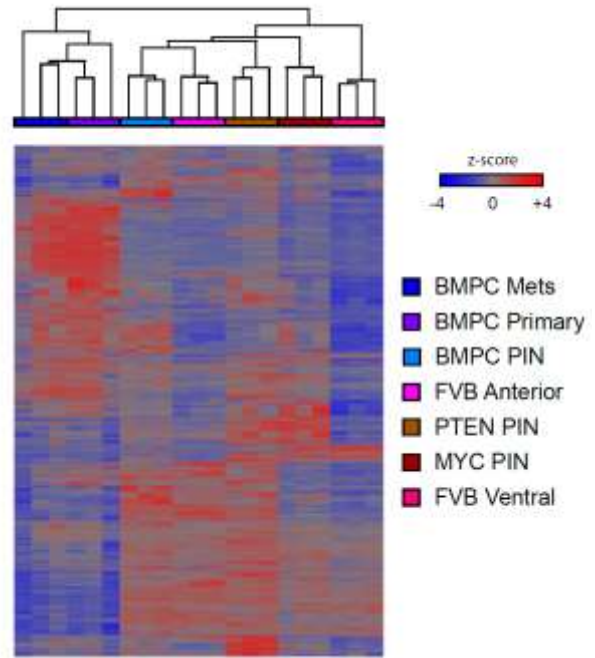 z-score
-4 0 +4
BMPC Mets
BMPC Primary
BMPC PIN
FVB Anterior
PTEN PIN
MYC PIN
FVB Ventral